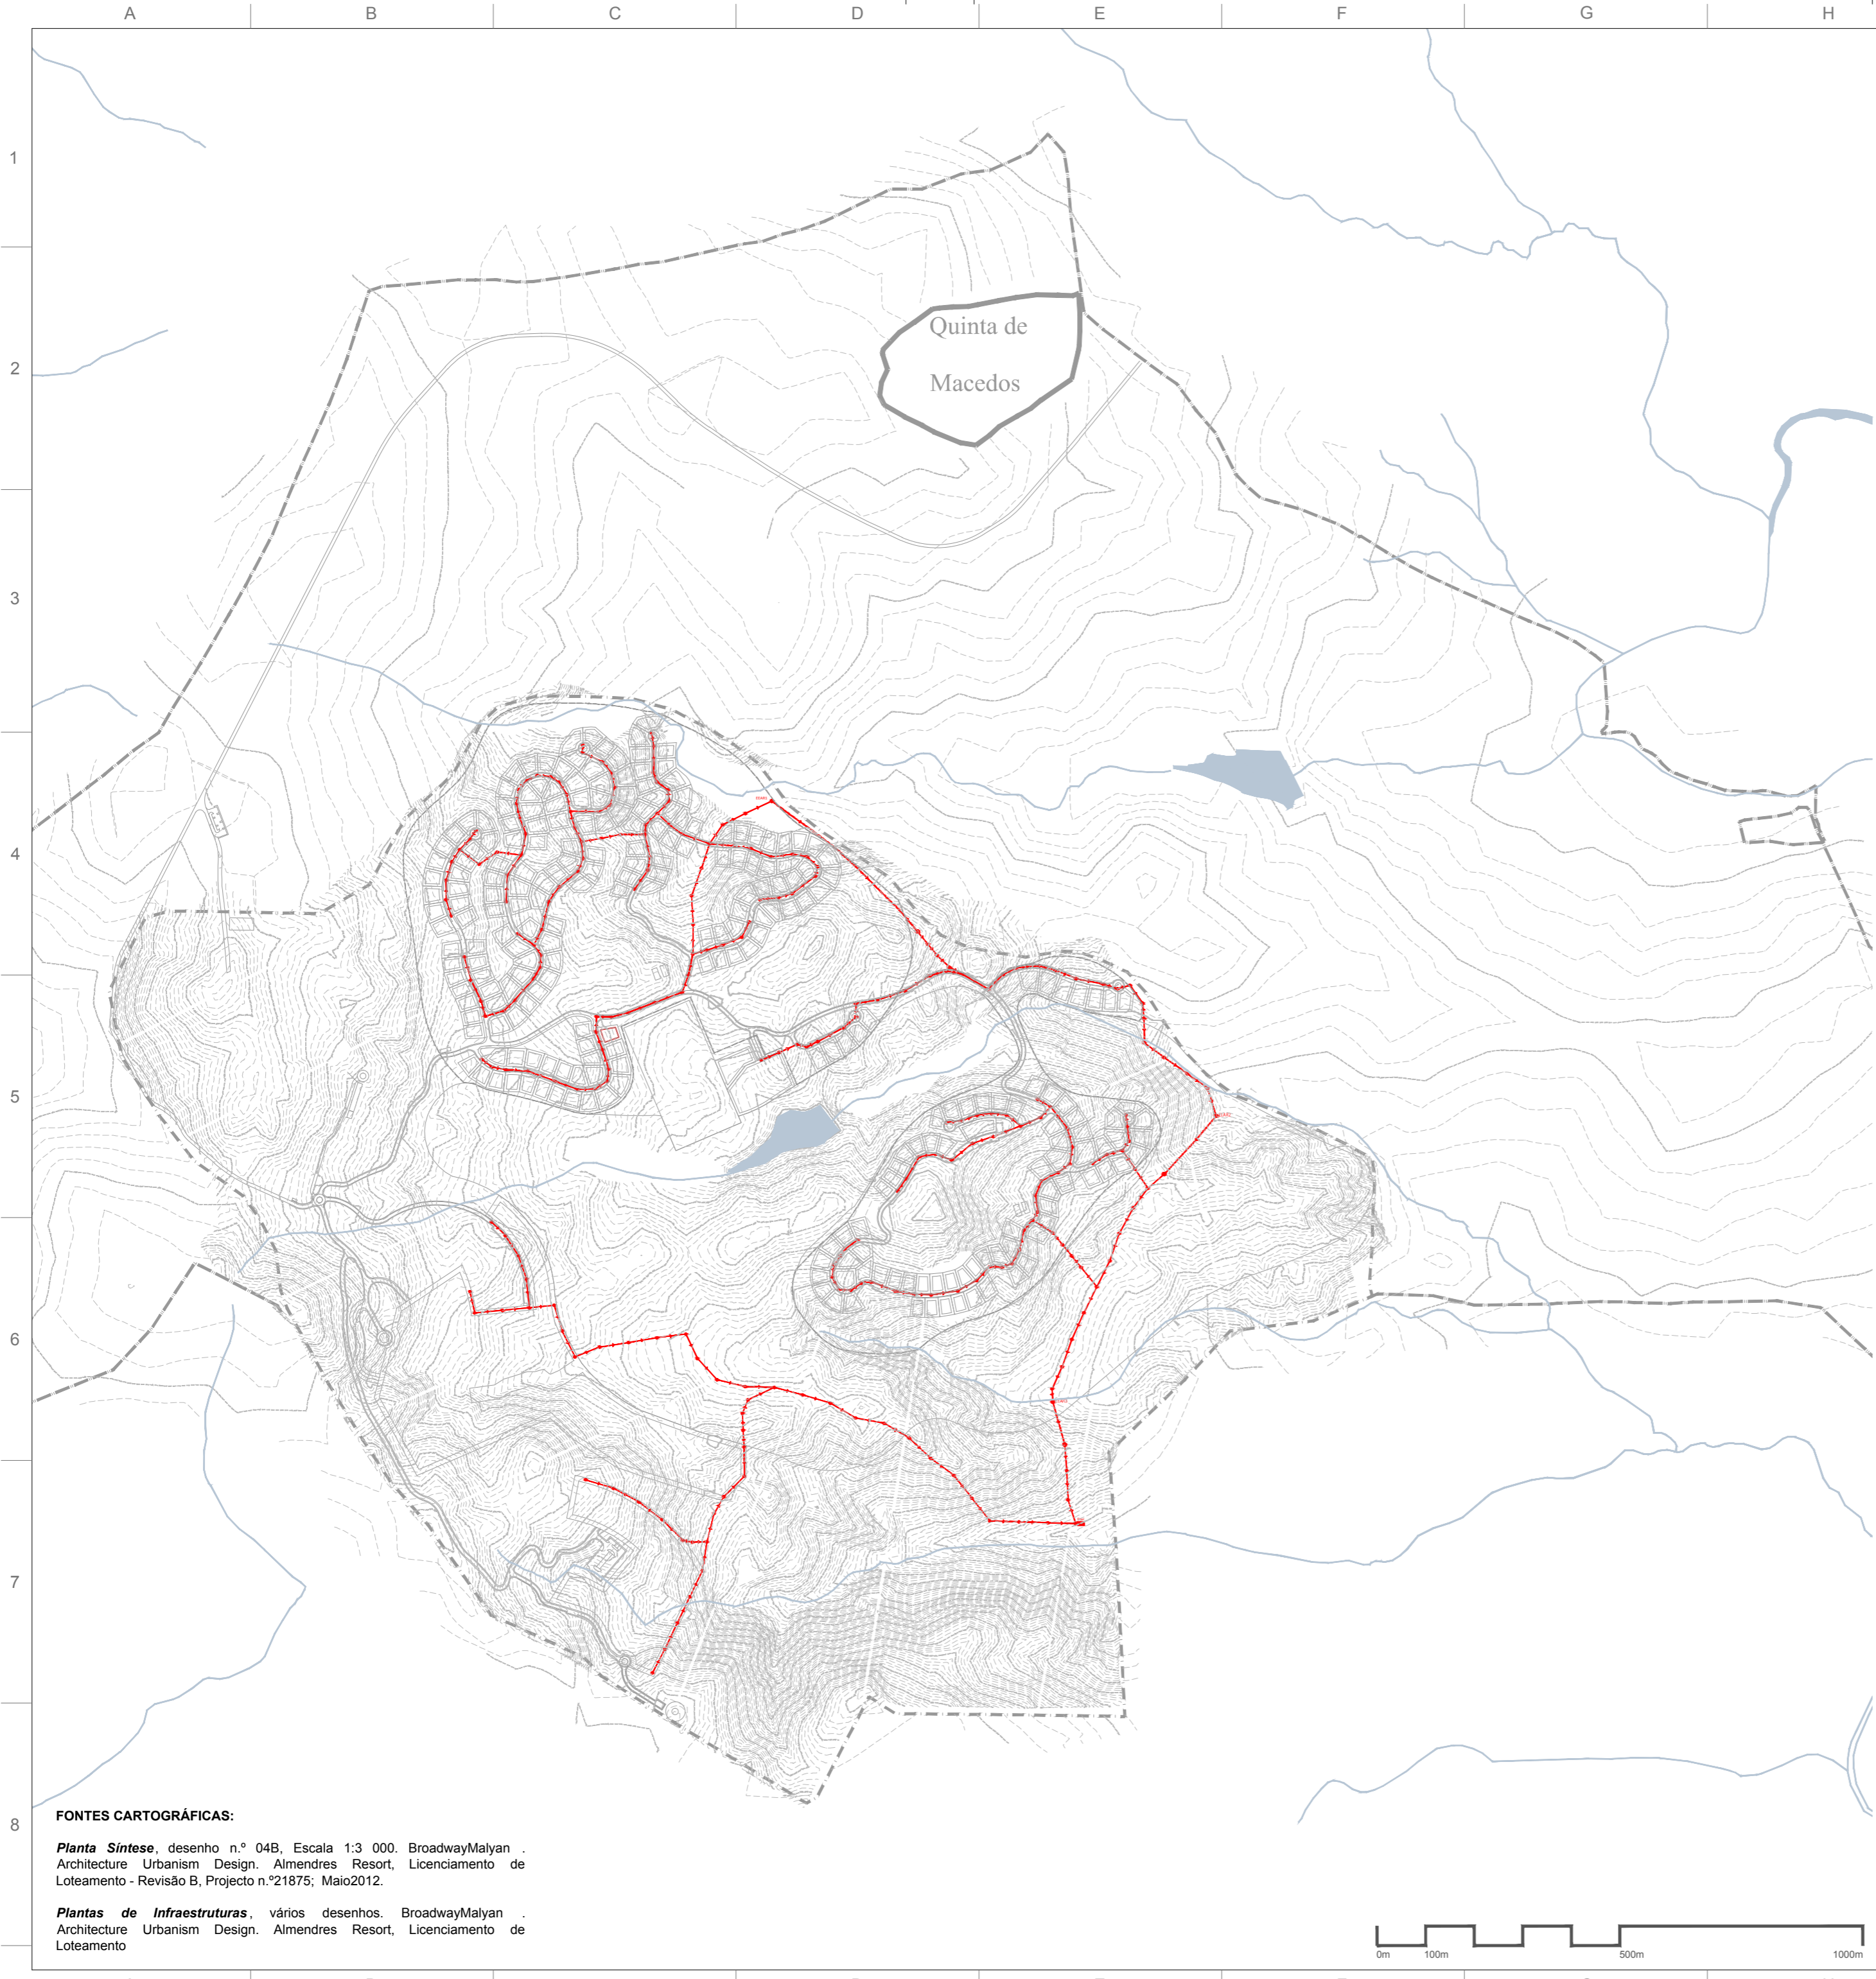 A B C D E F G H
1
Quinta de
2
Macedos
3
4
5
6
7
8
FONTES CARTOGRÁFICAS:
Planta Síntese, desenho n.º 04B, Escala 1:3 000. BroadwayMalyan .
Architecture Urbanism Design. Almendres Resort, Licenciamento de
Loteamento - Revisão B, Projecto n.º21875; Maio2012.
Plantas de Infraestruturas, vários desenhos. BroadwayMalyan .
Architecture Urbanism Design. Almendres Resort, Licenciamento de
Loteamento
0m 100m 500m 1000m